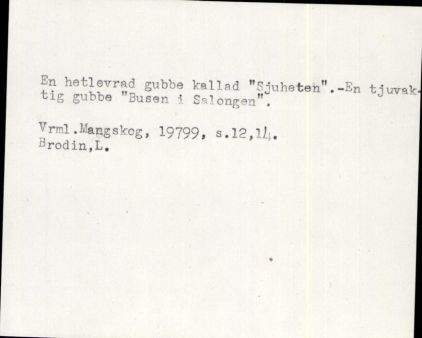 En hetlevrad gubbe kallad "Sjuheten".-En tjuvak-
tig gubbe "Busen i Salongen".
Vrml.Mangskog, 19799, s.12,14.
Brodin,L.